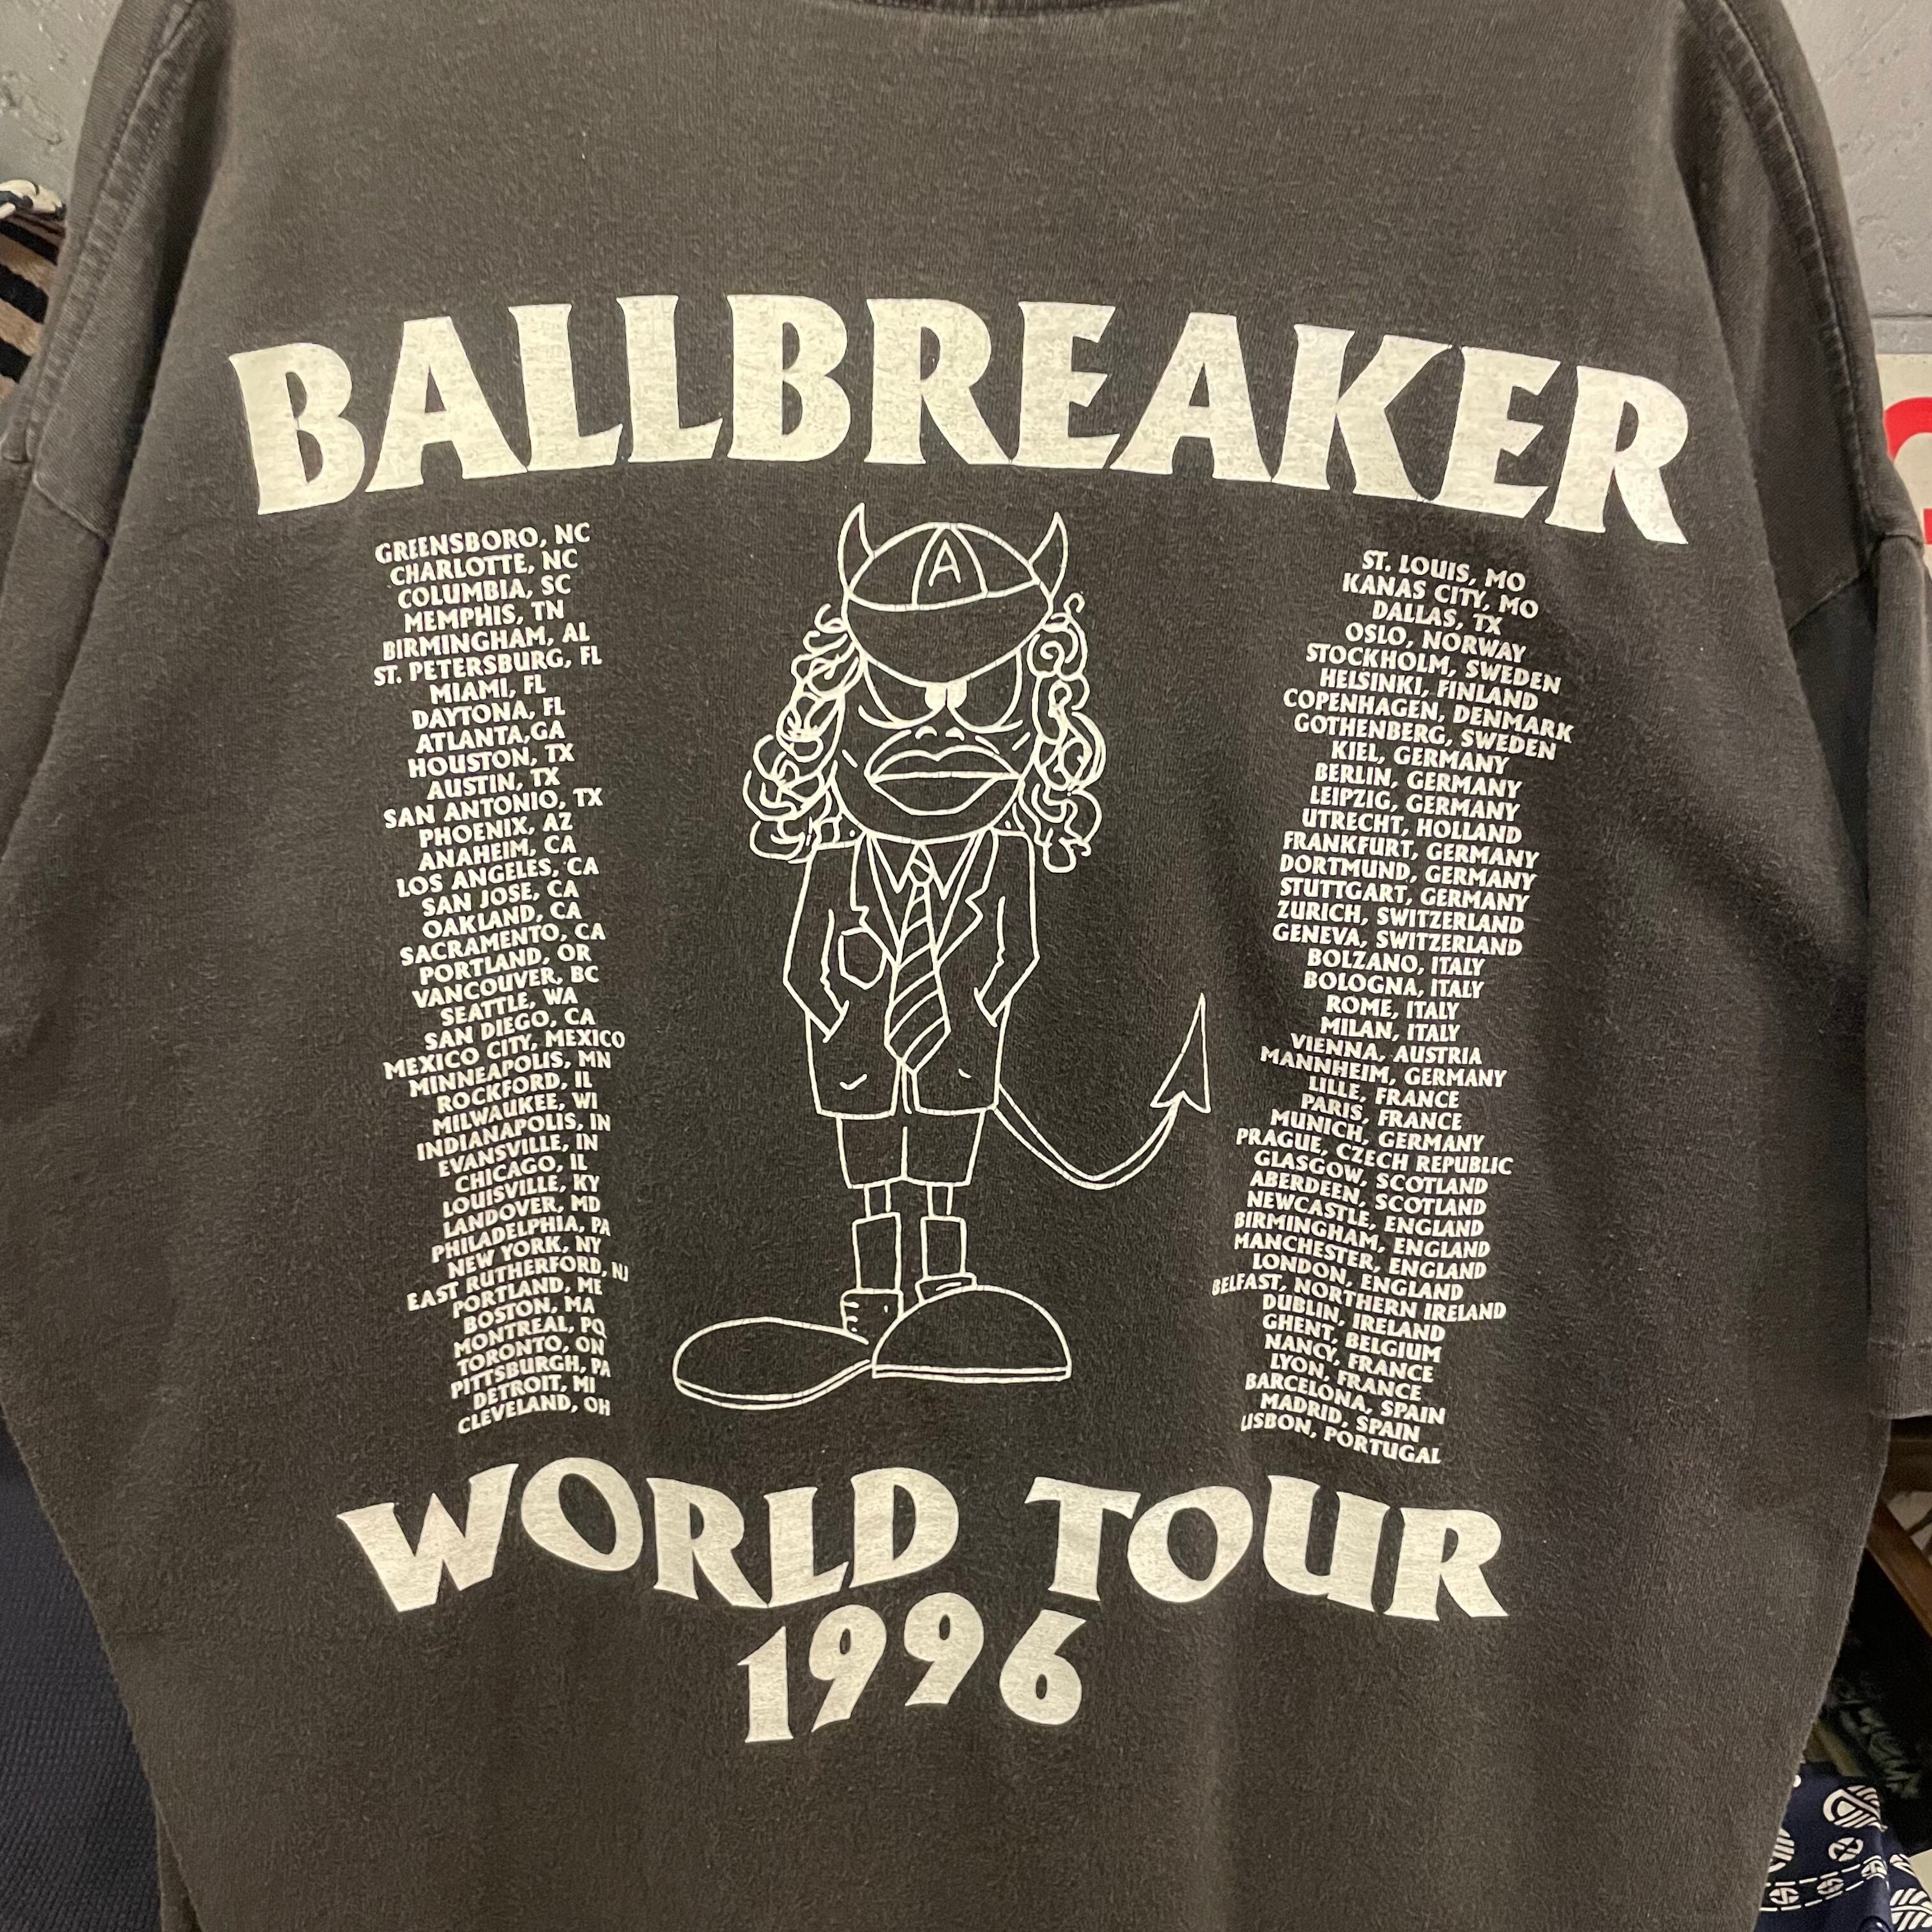 BALLBREAKER
GREENSBORO, NC
CHARLOTTE, NC
COLUMBIA, SC
MEMPHIS, TN
BIRMINGHAM, AL
ST. PETERSBURG, FL
MIAMI, FL
DAYTONA, FL
ATLANTA,GA
HOUSTON, TX
AUSTIN, TX
SAN ANTONIO, TX
PHOENIX, AZ
ANAHEIM, CA
LOS ANGELES, CA
SAN JOSE, CA
OAKLAND, CA
SACRAMENTO, CA
PORTLAND, OR
VANCOUVER, BC
SEATTLE, WA
SAN DIEGO, CA
MEXICO CITY, MEXICO
MINNEAPOLIS, MN
ROCKFORD, IL
MILWAUKEE, WI
INDIANAPOLIS, IN
EVANSVILLE, IN
CHICAGO, IL
LOUISVILLE, KY
LANDOVER, MD
PHILADELPHIA, PA
NEW YORK, NY
EAST RUTHERFORD, NJ
PORTLAND, ME
BOSTON, MA
MONTREAL, PQ
TORONTO, ON
PITTSBURGH, PA
DETROIT, MI
CLEVELAND, OH
A
ST. LOUIS, MO
KANAS CITY, MO
DALLAS, TX
OSLO, NORWAY
STOCKHOLM, SWEDEN
HELSINKI, FINLAND
COPENHAGEN, DENMARK
GOTHENBERG, SWEDEN
KIEL, GERMANY
BERLIN, GERMANY
LEIPZIG, GERMANY
UTRECHT, HOLLAND
FRANKFURT, GERMANY
DORTMUND, GERMANY
STUTTGART, GERMANY
ZURICH, SWITZERLAND
GENEVA, SWITZERLAND
BOLZANO, ITALY
BOLOGNA, ITALY
ROME, ITALY
MILAN, ITALY
VIENNA, AUSTRIA
MANNHEIM, GERMANY
LILLE, FRANCE
PARIS, FRANCE
MUNICH, GERMANY
PRAGUE, CZECH REPUBLIC
GLASGOW, SCOTLAND
ABERDEEN, SCOTLAND
NEWCASTLE, ENGLAND
BIRMINGHAM, ENGLAND
MANCHESTER, ENGLAND
LONDON, ENGLAND
BELFAST, NORTHERN IRELAND
DUBLIN, IRELAND
GHENT, BELGIUM
NANCY, FRANCE
LYON, FRANCE
BARCELONA, SPAIN
MADRID, SPAIN
LISBON, PORTUGAL
WORLD TOUR
1996